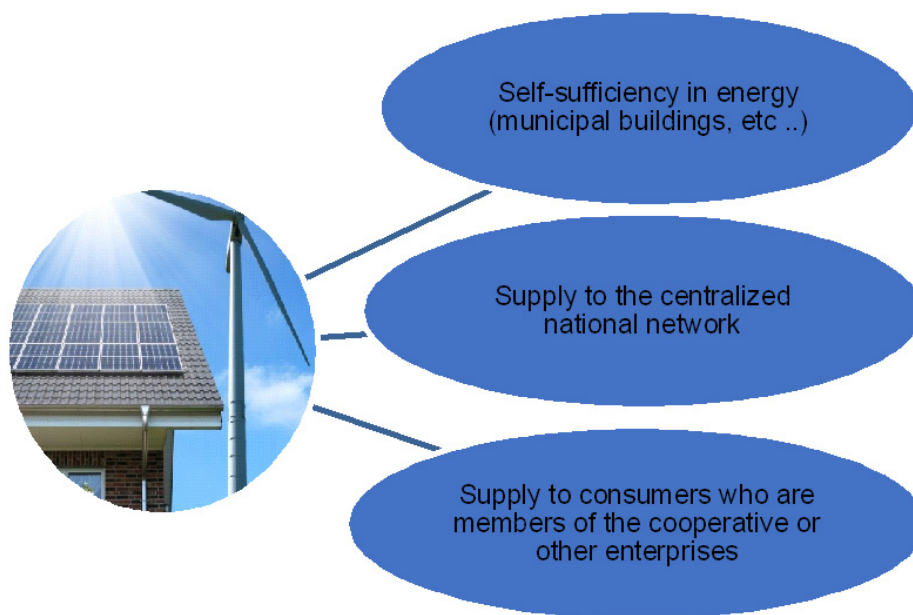 Self-sufficiency in energy
(municipal buildings, etc ..)
Supply to the centralized
national network
Supply to consumers who are
members of the cooperative or
other enterprises